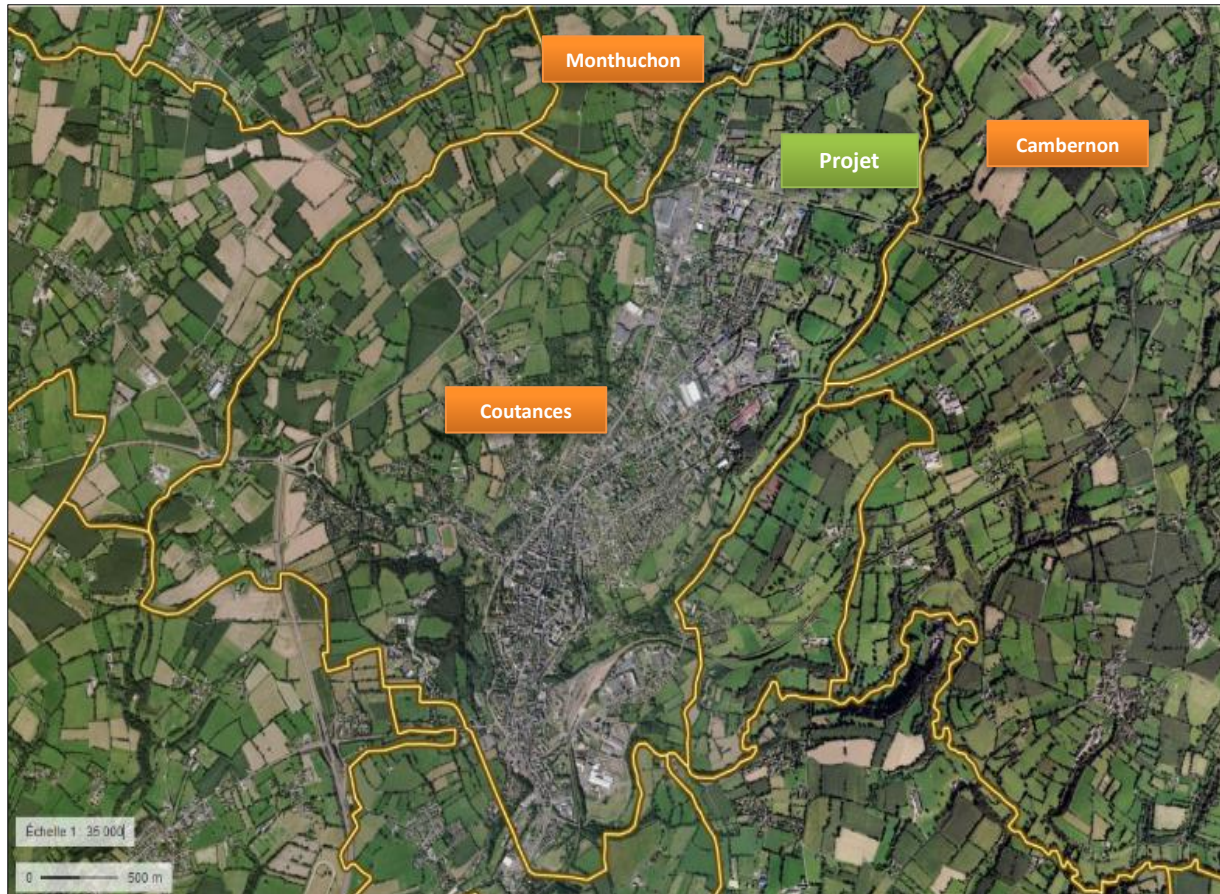 Monthuchon
Projet
Cambernon
Coutances
Échelle 1 : 35 000
0 500 m